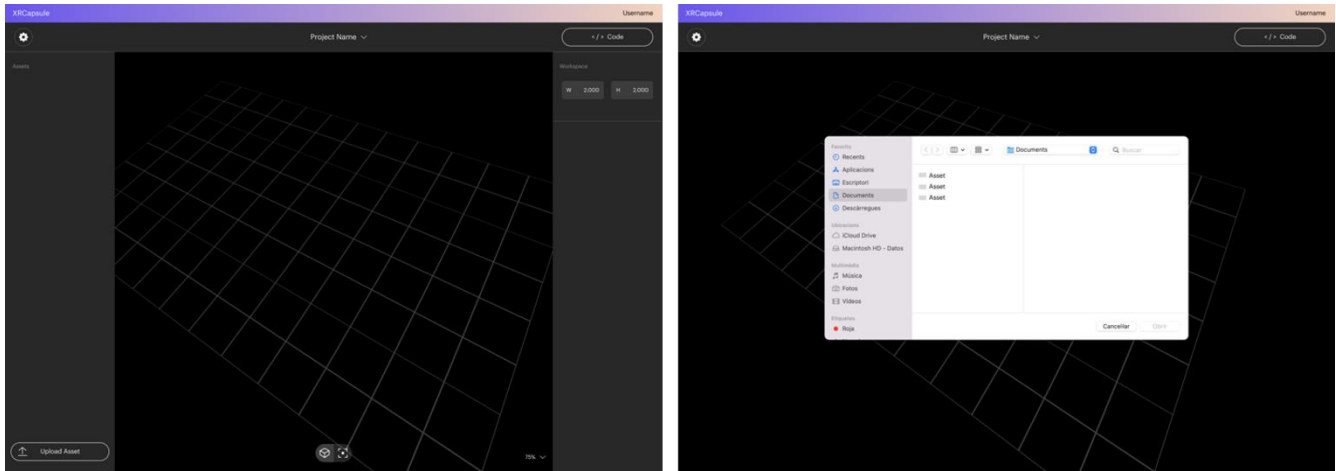 XRCapsule Username
Project Name
</> Code
Assets
Workspace
W 2.000 H 2.000
Upload Asset
75%
XRCapsule Username
Project Name
</> Code
Favorits
Recents
Aplicacions
Escriptori
Documents
Descàrregues
Ubicacions
iCloud Drive
Macintosh HD - Datos
Multimèdia
Música
Fotos
Vídeos
Etiquetes
Roja
Documents
Buscar
Asset
Asset
Asset
Cancellar Obrir